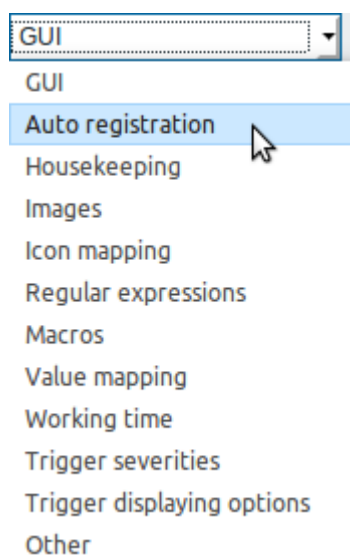 GUI
GUI
Auto registration
Housekeeping
Images
Icon mapping
Regular expressions
Macros
Value mapping
Working time
Trigger severities
Trigger displaying options
Other